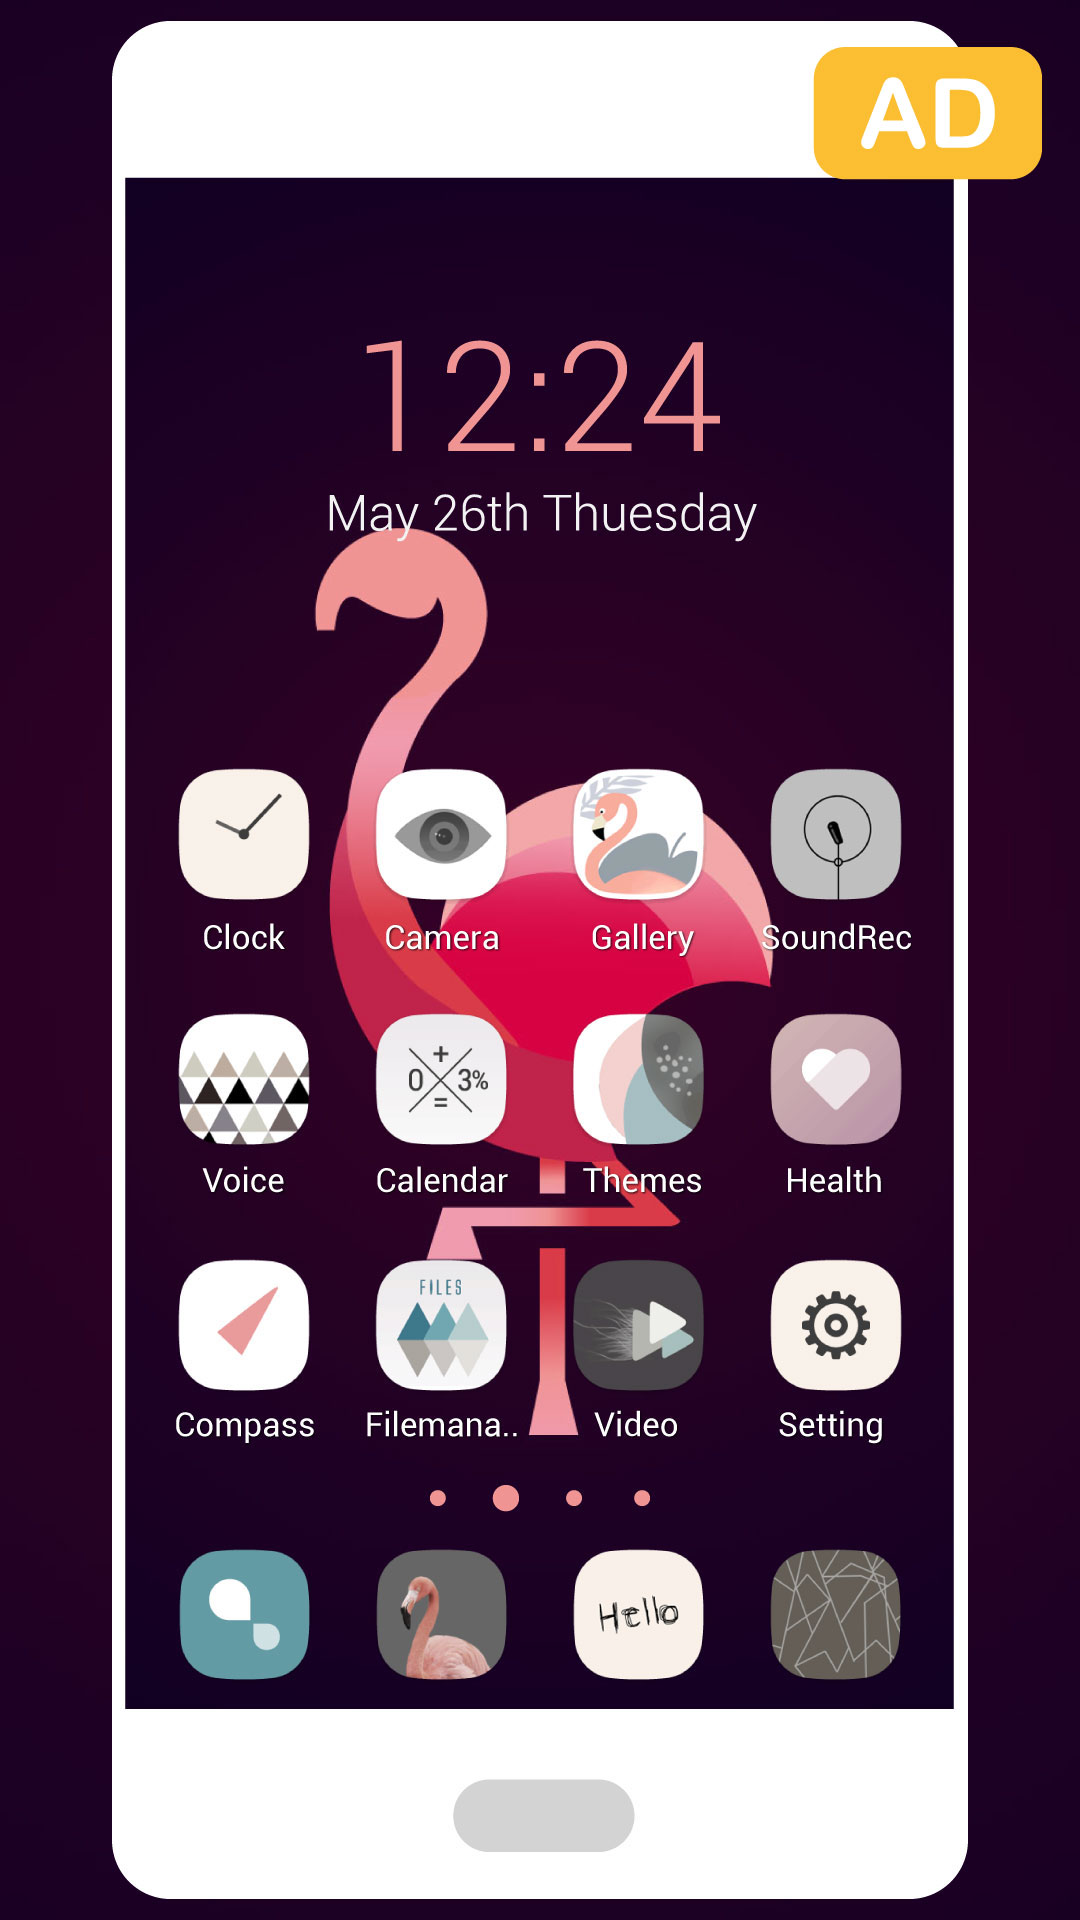 AD
12:24
May 26th Thuesday
Clock Camera Gallery SoundRec
+
0 3%
=
Voice Calendar Themes Health
FILES
Compass Filemana.. Video Setting
Hello